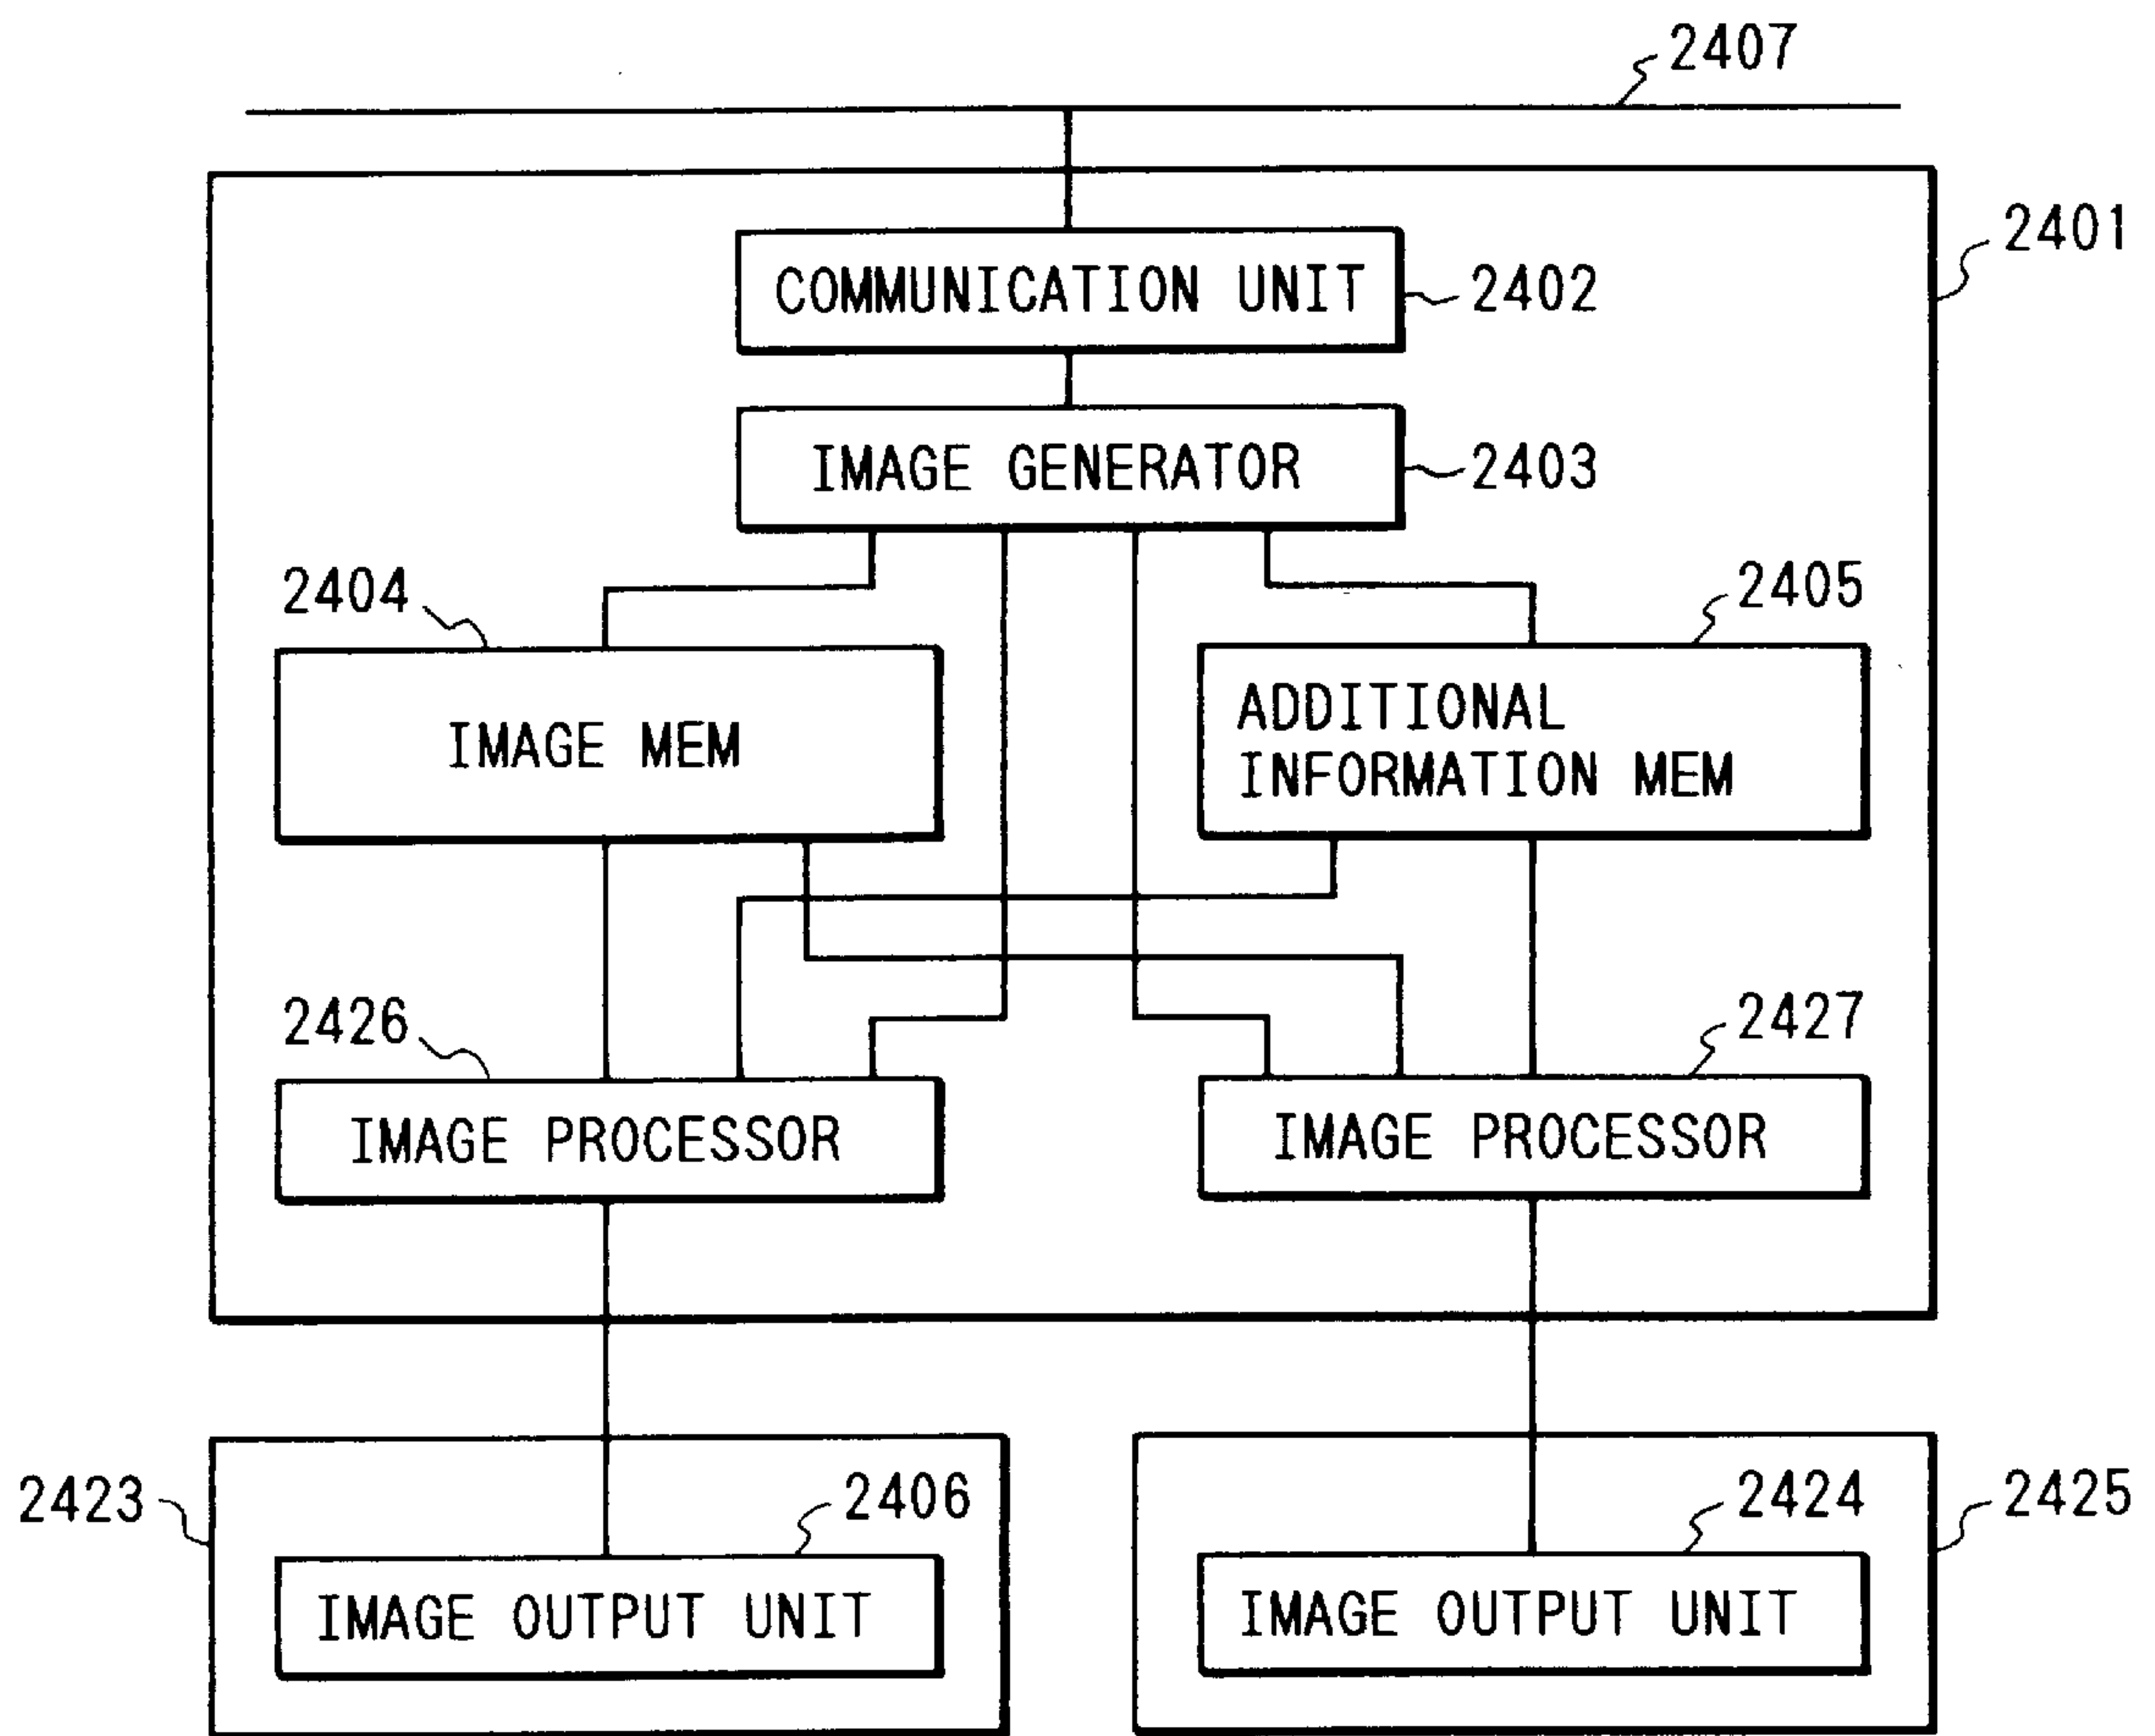 2407
2401
COMMUNICATION UNIT
2402
IMAGE GENERATOR
2403
2404
2405
IMAGE MEM
ADDITIONAL
INFORMATION MEM
2426
2427
IMAGE PROCESSOR
IMAGE PROCESSOR
2423
2406
2424
2425
IMAGE OUTPUT UNIT
IMAGE OUTPUT UNIT